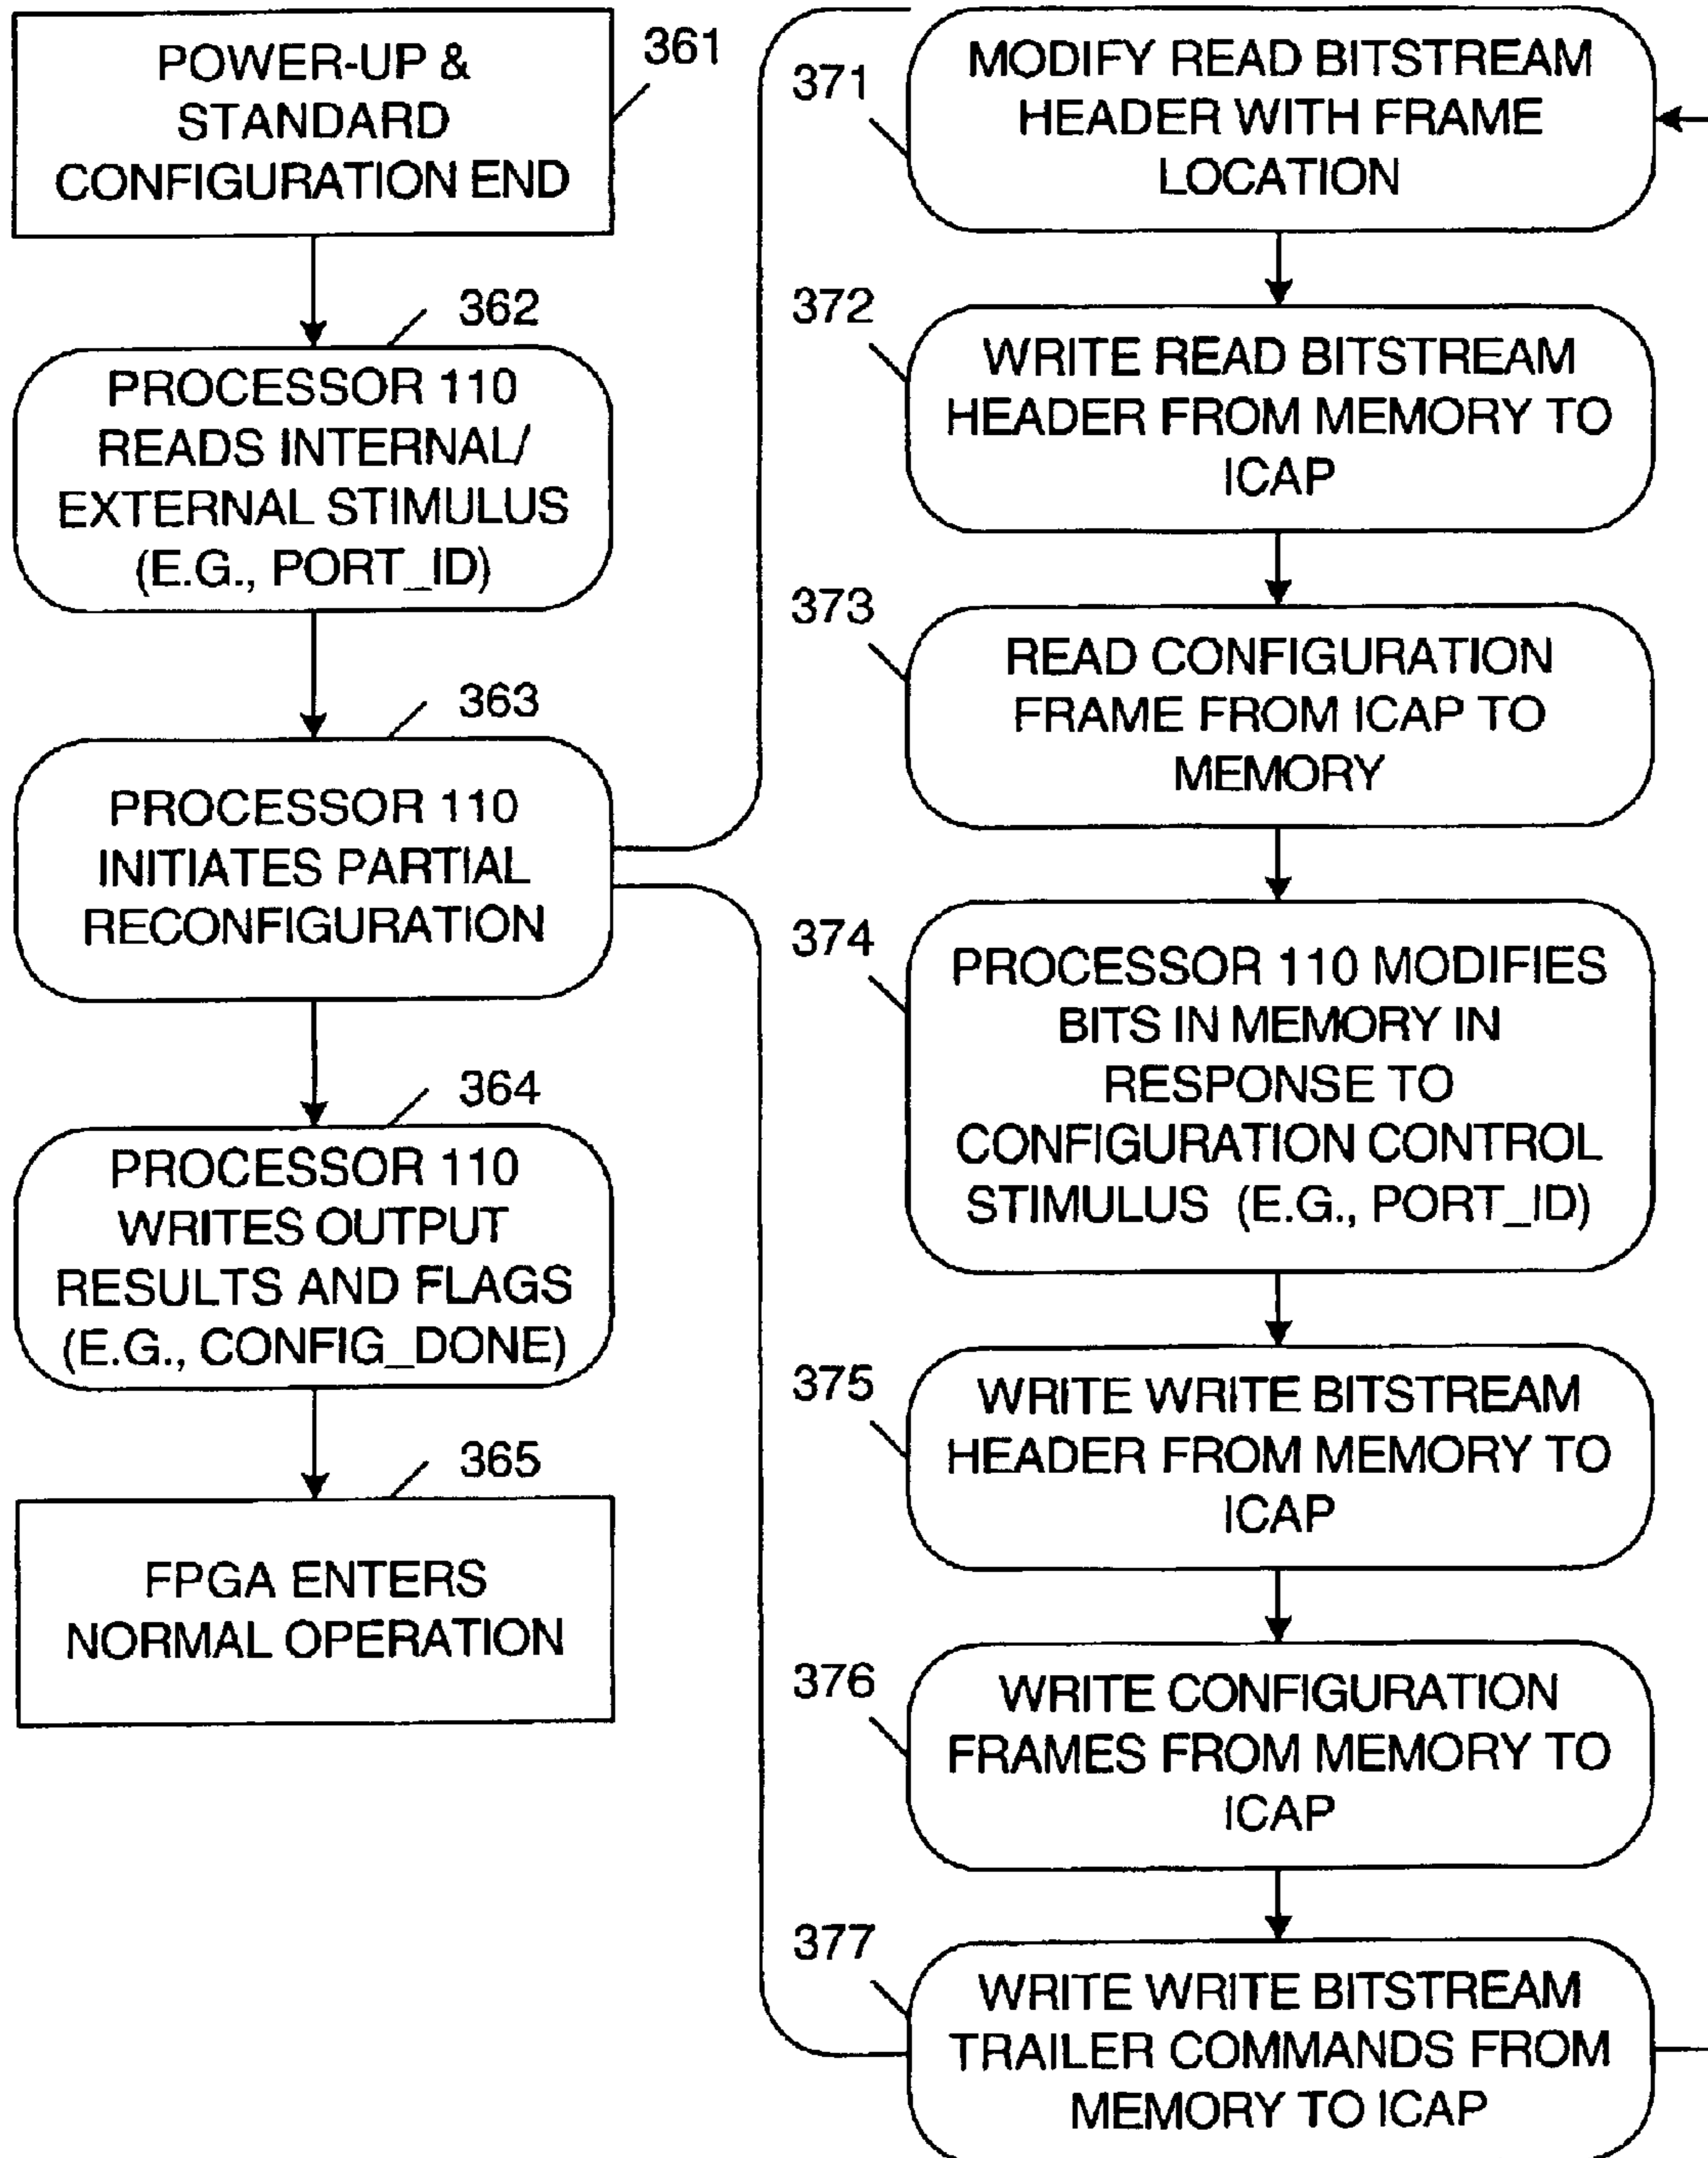 361
POWER-UP &
STANDARD
CONFIGURATION END
362
PROCESSOR 110
READS INTERNAL/
EXTERNAL STIMULUS
(E.G., PORT_ID)
363
PROCESSOR 110
INITIATES PARTIAL
RECONFIGURATION
364
PROCESSOR 110
WRITES OUTPUT
RESULTS AND FLAGS
(E.G., CONFIG_DONE)
365
FPGA ENTERS
NORMAL OPERATION
371
MODIFY READ BITSTREAM
HEADER WITH FRAME
LOCATION
372
WRITE READ BITSTREAM
HEADER FROM MEMORY TO
ICAP
373
READ CONFIGURATION
FRAME FROM ICAP TO
MEMORY
374
PROCESSOR 110 MODIFIES
BITS IN MEMORY IN
RESPONSE TO
CONFIGURATION CONTROL
STIMULUS (E.G., PORT_ID)
375
WRITE WRITE BITSTREAM
HEADER FROM MEMORY TO
ICAP
376
WRITE CONFIGURATION
FRAMES FROM MEMORY TO
ICAP
377
WRITE WRITE BITSTREAM
TRAILER COMMANDS FROM
MEMORY TO ICAP